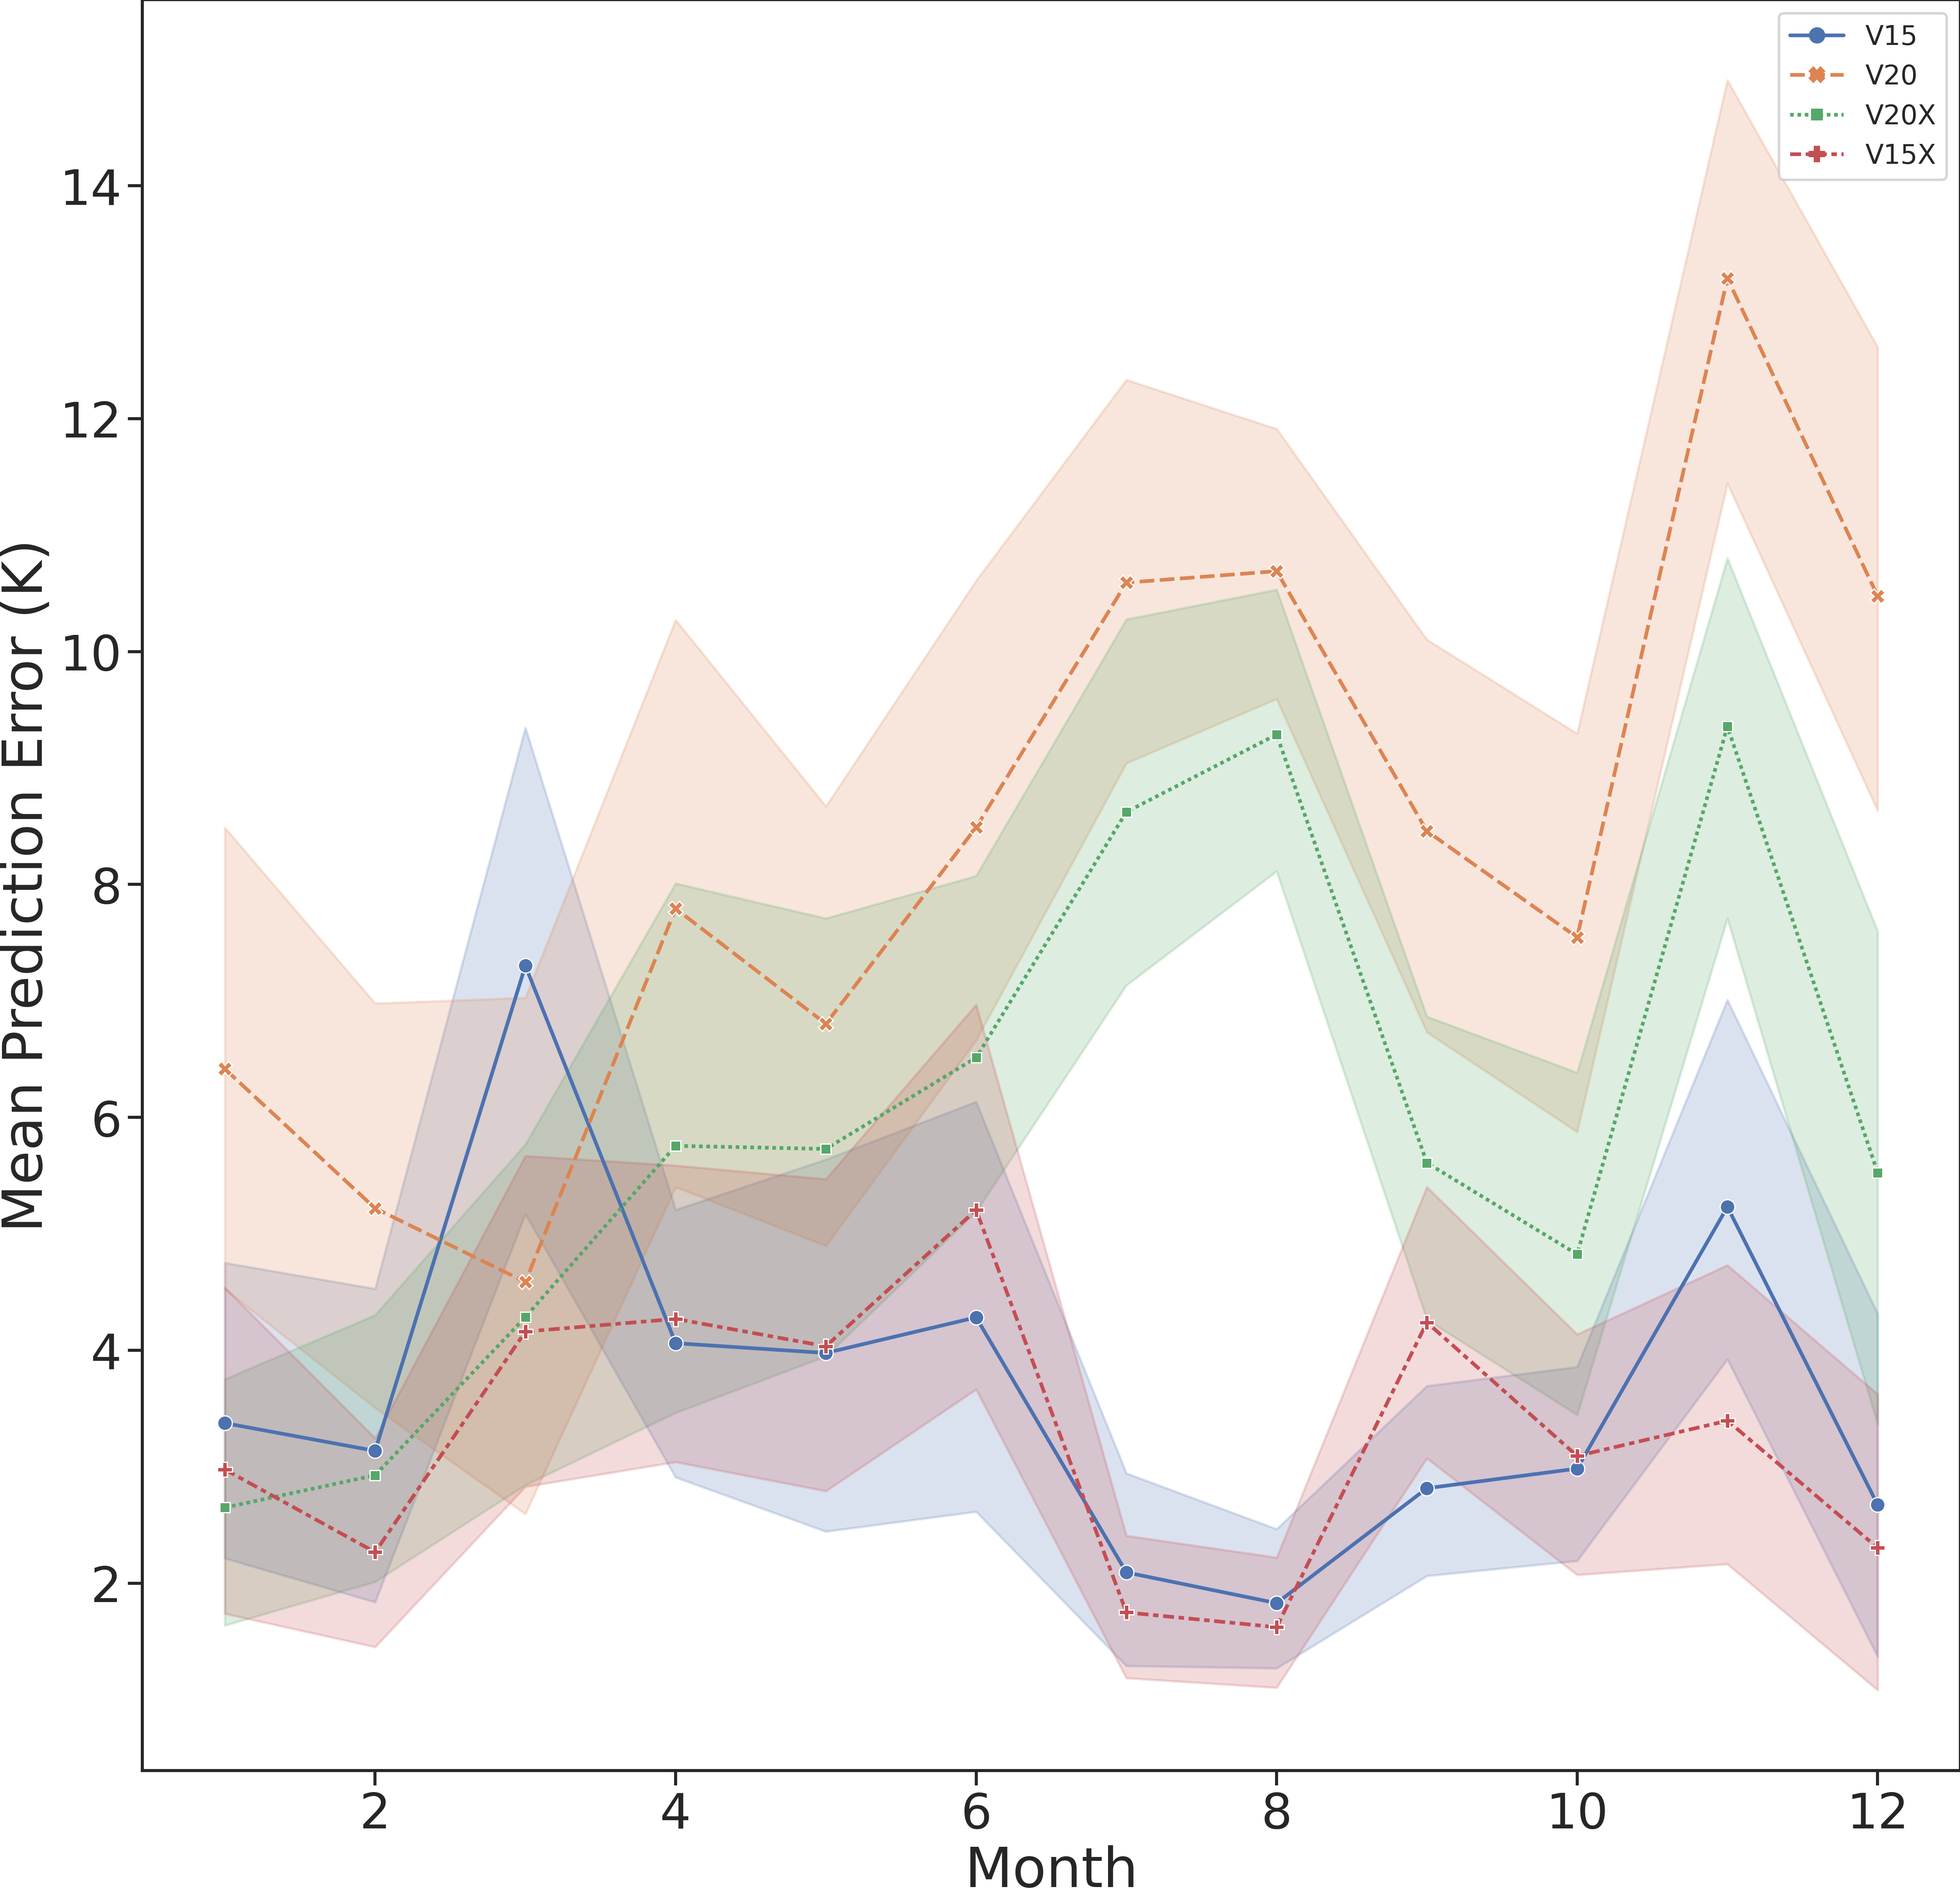 V15
V20
V20X
V15X
Mean Prediction Error (K)
14
12
10
8
6
4
2
2 4 6 8 10 12
Month